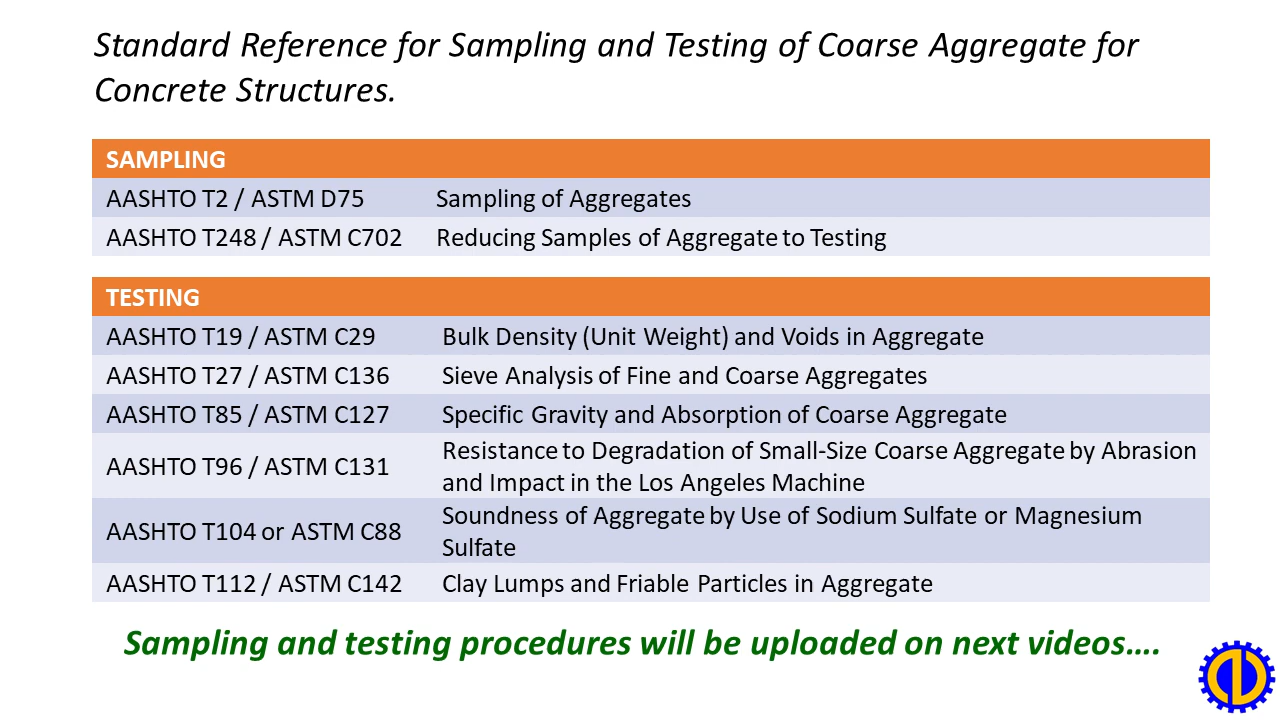 Standard Reference for Sampling and Testing of Coarse Aggregate for
Concrete Structures.
SAMPLING
AASHTO T2 / ASTM D75 Sampling of Aggregates
AASHTO T248 / ASTM C702 Reducing Samples of Aggregate to Testing
TESTING
AASHTO T19 / ASTM C29 Bulk Density (Unit Weight) and Voids in Aggregate
AASHTO T27 / ASTM C136 Sieve Analysis of Fine and Coarse Aggregates
AASHTO T85 / ASTM C127 Specific Gravity and Absorption of Coarse Aggregate
AASHTO T96 / ASTM C131
Resistance to Degradation of Small-Size Coarse Aggregate by Abrasion
and Impact in the Los Angeles Machine
AASHTO T104 or ASTM C88
Soundness of Aggregate by Use of Sodium Sulfate or Magnesium
Sulfate
AASHTO T112 / ASTM C142 Clay Lumps and Friable Particles in Aggregate
Sampling and testing procedures will be uploaded on next videos....